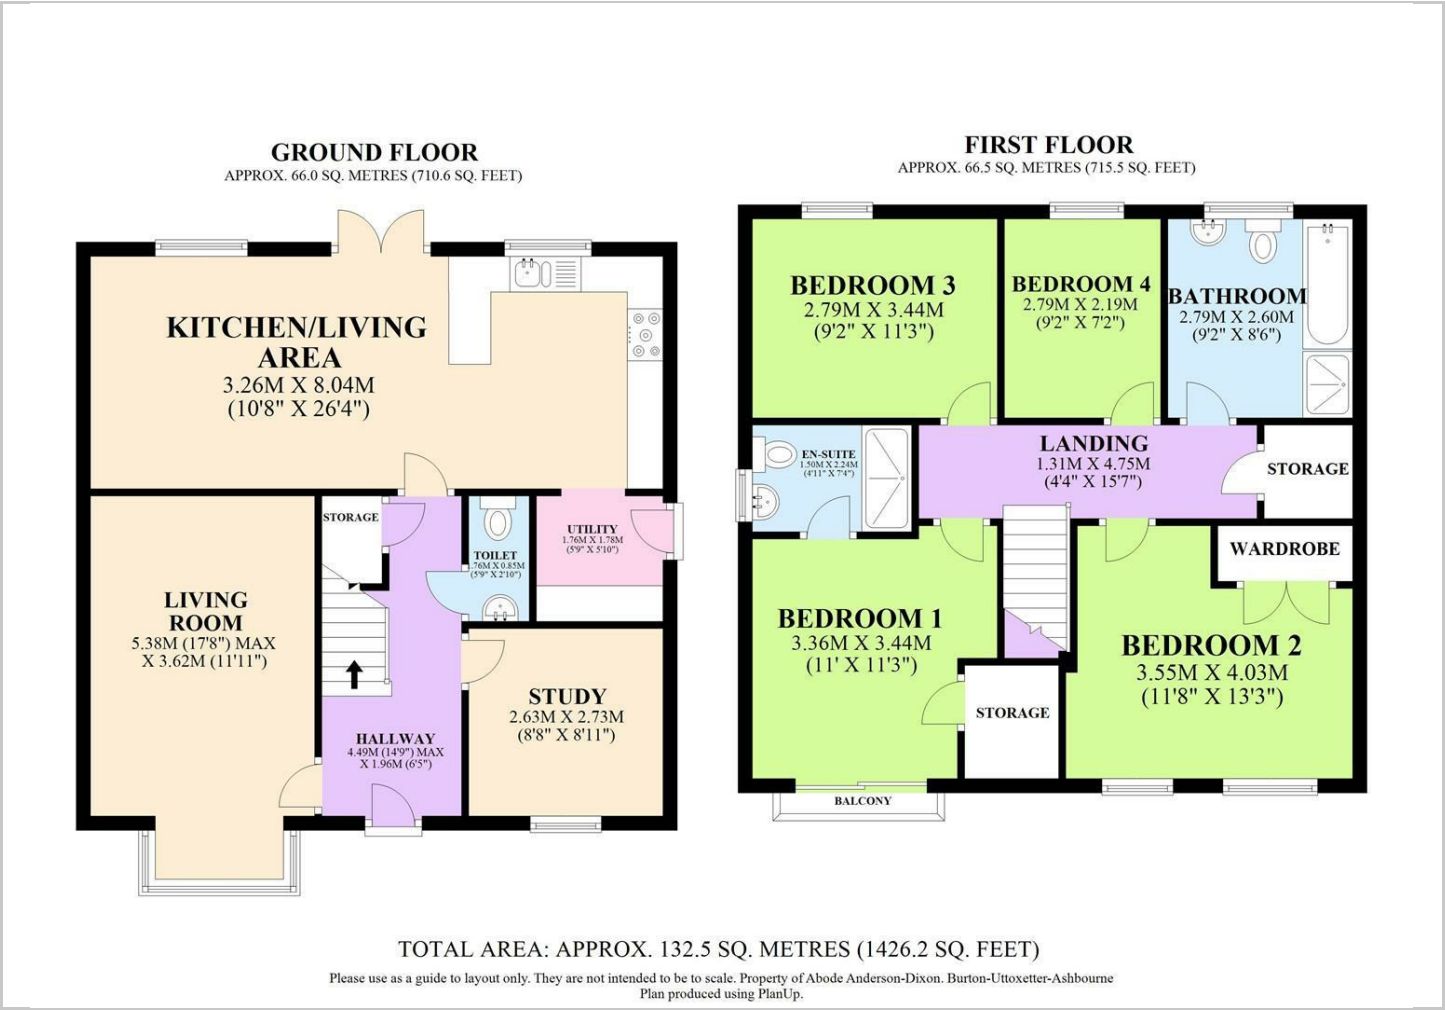 GROUND FLOOR
APPROX. 66.0 SQ. METRES (710.6 SQ. FEET)
KITCHEN/LIVING
AREA
3.26M X 8.04M
(10'8" X 26'4")
STORAGE
TOILET
.76M X 0.85M
(5'9" X 2'10")
UTILITY
1.76M X 1.78M
(5'9" X 5'10")
LIVING
ROOM
5.38M (17'8") MAX
X 3.62M (11'11")
STUDY
2.63M X 2.73M
(8'8" X 8'11")
HALLWAY
4.49M (14'9") MAX
X 1.96M (6'5")
FIRST FLOOR
APPROX. 66.5 SQ. METRES (715.5 SQ. FEET)
BEDROOM 3
2.79M X 3.44M
(9'2" X 11'3")
BEDROOM 4
2.79M X 2.19M
(9'2" X 7'2")
BATHROOM
2.79M X 2.60M
(9'2" X 8'6")
EN-SUITE
1.50M X 2.24M
(4'11" X 7'4")
LANDING
1.31M X 4.75M
(4'4" X 15'7")
STORAGE
WARDROBE
BEDROOM 1
3.36M X 3.44M
(11' X 11'3")
BEDROOM 2
3.55M X 4.03M
(11'8" X 13'3")
STORAGE
BALCONY
TOTAL AREA: APPROX. 132.5 SQ. METRES (1426.2 SQ. FEET)
Please use as a guide to layout only. They are not intended to be to scale. Property of Abode Anderson-Dixon. Burton-Uttoxetter-Ashbourne
Plan produced using PlanUp.